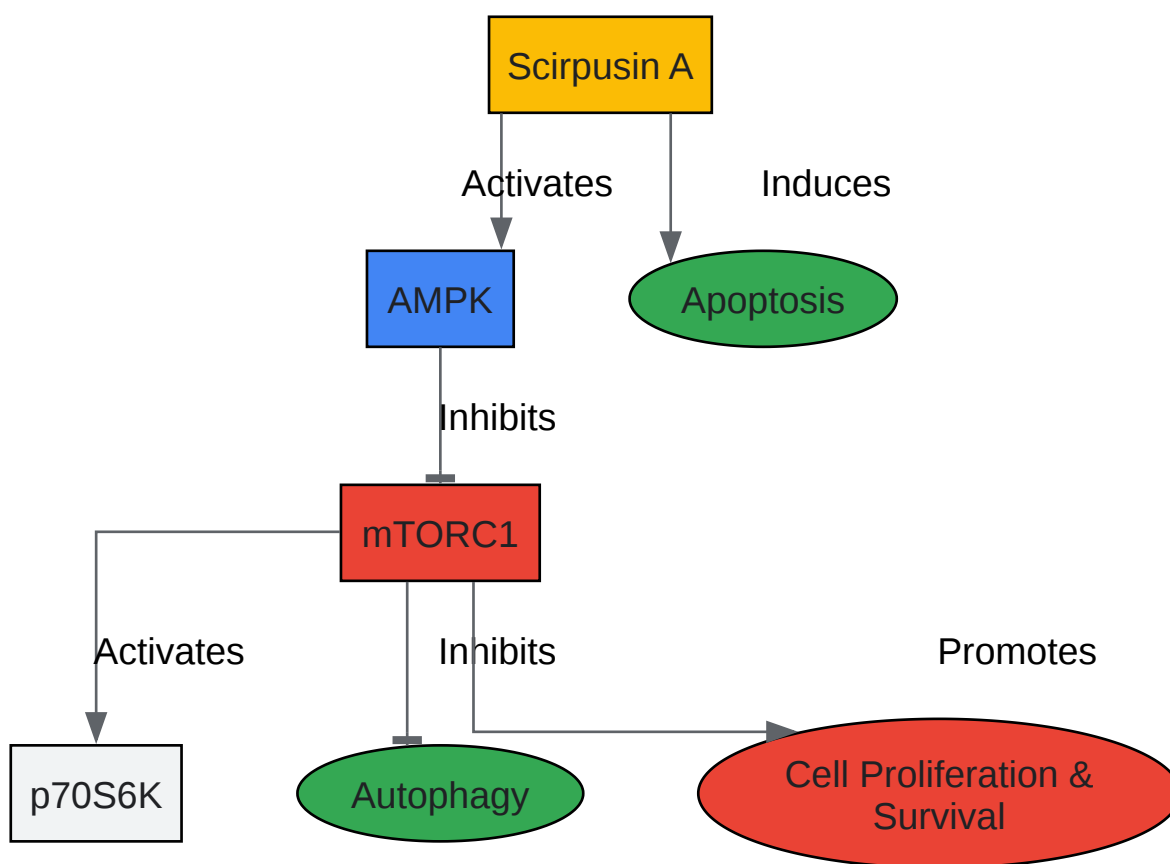 Scirpusin A
Activates
Induces
AMPK
Apoptosis
Inhibits
mTORC1
Activates
Inhibits
Promotes
p70S6K
Autophagy
Cell Proliferation &
Survival